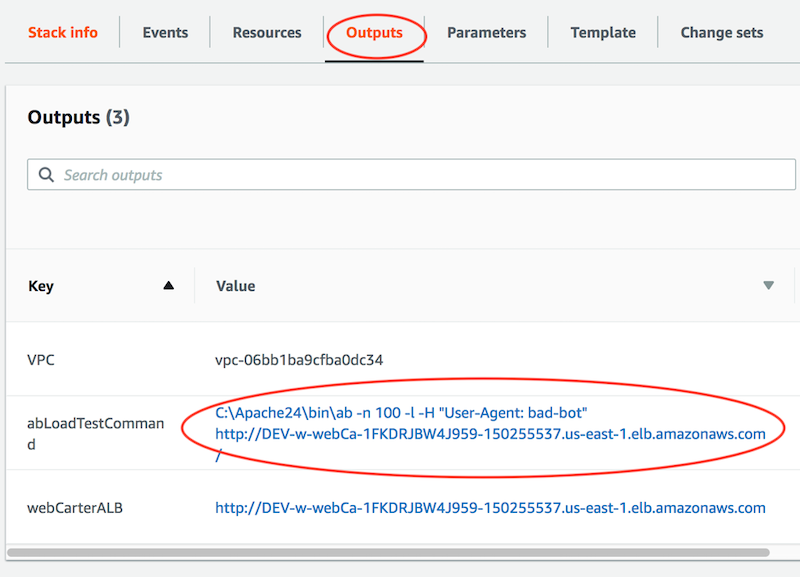 Stack info Events Resources Outputs Parameters Template Change sets
Outputs (3)
Search outputs
Key Value
VPC vpc-06bb1ba9cfba0dc34
abLoadTestComman
d
C:\Apache24\bin\ab -n 100 -l -H "User-Agent: bad-bot"
http://DEV-w-webCa-1FKDRJBW4J959-150255537.us-east-1.elb.amazonaws.com
/
webCarterALB http://DEV-w-webCa-1FKDRJBW4J959-150255537.us-east-1.elb.amazonaws.com